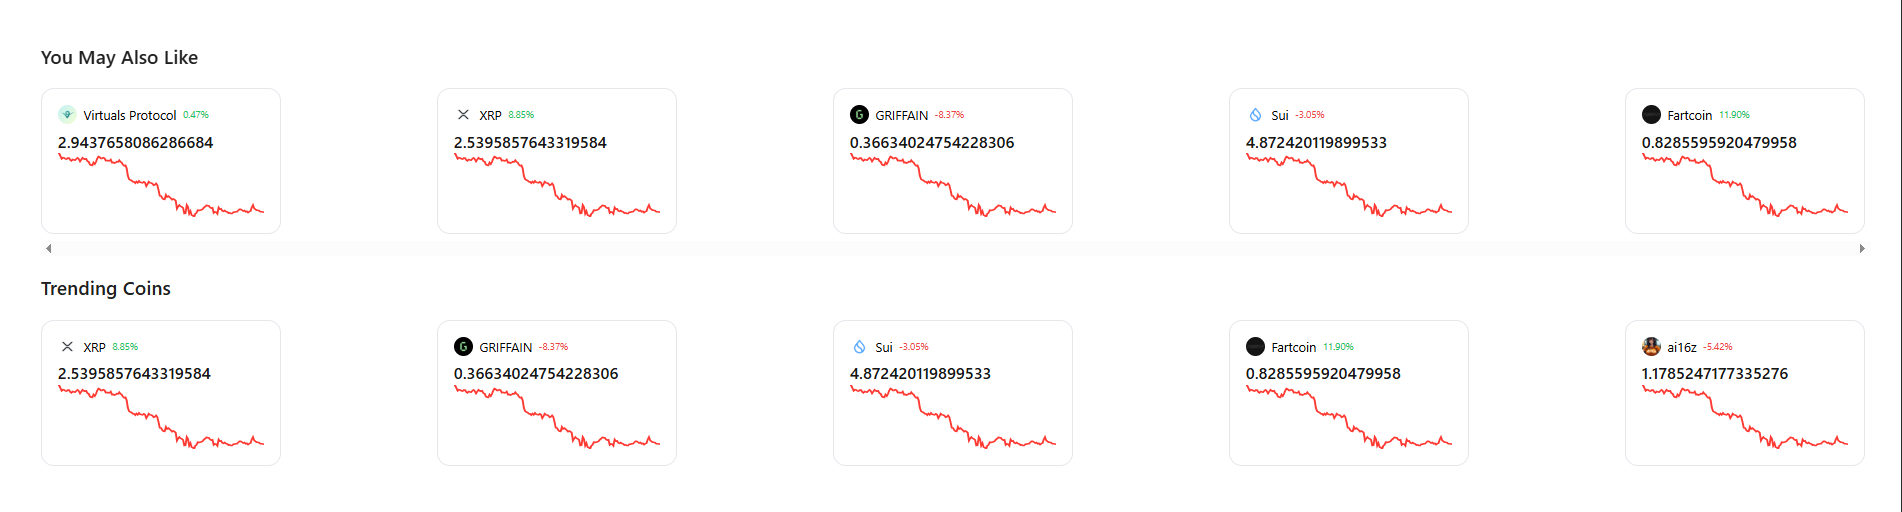 You May Also Like
Virtuals Protocol 0.47%
2.9437658086286684
XRP 8.85%
2.5395857643319584
GRIFFAIN -8.37%
0.36634024754228306
Sui -3.05%
4.872420119899533
Fartcoin 11.90%
0.8285595920479958
Trending Coins
XRP 8.85%
2.5395857643319584
GRIFFAIN -8.37%
0.36634024754228306
Sui -3.05%
4.872420119899533
Fartcoin 11.90%
0.8285595920479958
ai16z -5.42%
1.1785247177335276